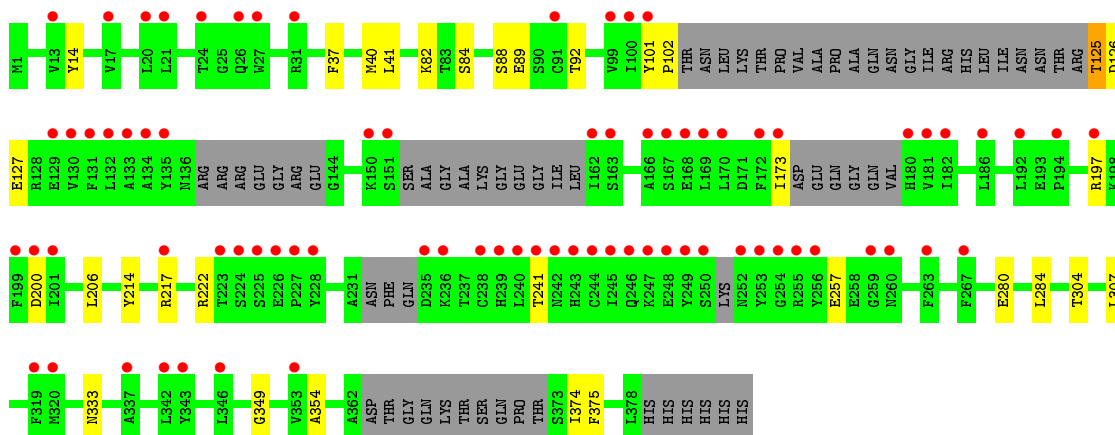 M1 V13 Y14 V17 L20 L21 T24 G25 Q26 W27 R31 F37 M40 L41 K82 T83 S84 S88 E89 S90 C91 T92 V99 I100 Y101 P102 THR ASN LEU LYS THR PRO VAL ALA PRO ALA GLN ASN GLY ILE ARG HIS LEU ILE ASN ASN THR ARG T125 D126
E127 R128 E129 V130 F131 L132 A133 A134 Y135 N136 ARG ARG ARG GLU GLY ARG GLU G144 K150 S151 SER ALA GLY ALA LYS GLY GLU GLY ILE LEU I162 S163 A166 S167 E168 L169 L170 D171 F172 I173 ASP GLU GLN GLY GLN VAL H180 V181 I182 L186 L192 E193 P194 R197 K198
F199 D200 I201 L206 Y214 R217 R222 T223 S224 S225 E226 P227 Y228 A231 ASN PHE GLN D235 K236 T237 C238 H239 L240 T241 N242 H243 C244 I245 Q246 K247 E248 Y249 S250 LYS N252 Y253 G254 R255 Y256 E257 E258 G259 N260 F263 F267 E280 L284 T304 L307
F319 M320 N333 A337 L342 Y343 L346 G349 V353 A354 A362 ASP THR GLY GLN LYS THR SER GLN PRO THR S373 I374 F375 L378 HIS HIS HIS HIS HIS HIS